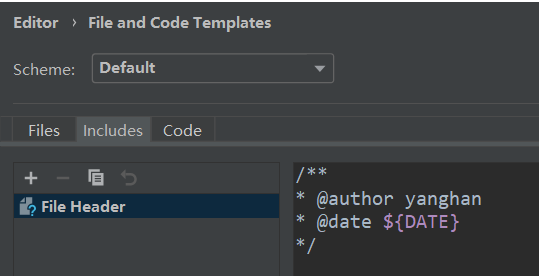 Editor › File and Code Templates
Scheme: Default
Files Includes Code
File Header
/**
* @author yanghan
* @date ${DATE}
*/